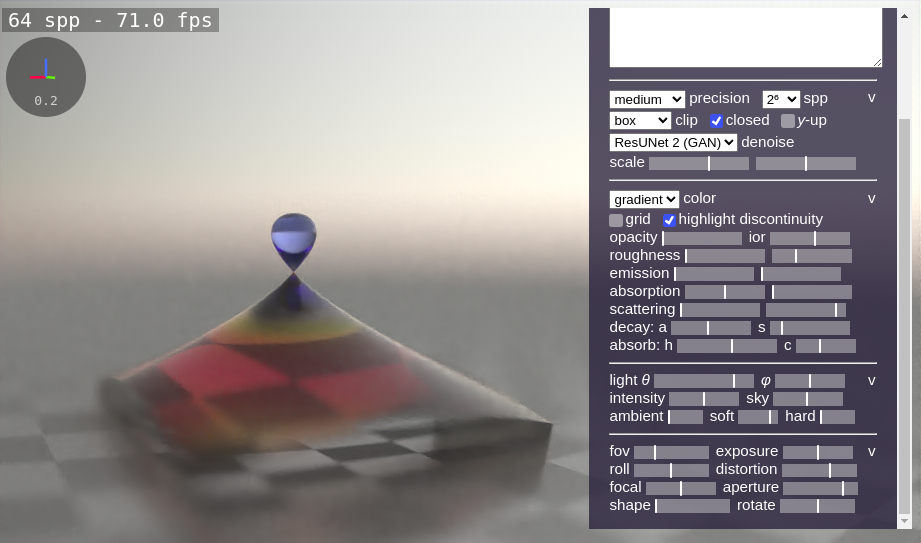 64 spp - 71.0 fps
0.2
medium precision 2⁶ spp v
box clip closed y-up
ResUNet 2 (GAN) denoise
scale
gradient color v
grid highlight discontinuity
opacity ior
roughness
emission
absorption
scattering
decay: a s
absorb: h c
light θ φ v
intensity sky
ambient soft hard
fov exposure v
roll distortion
focal aperture
shape rotate